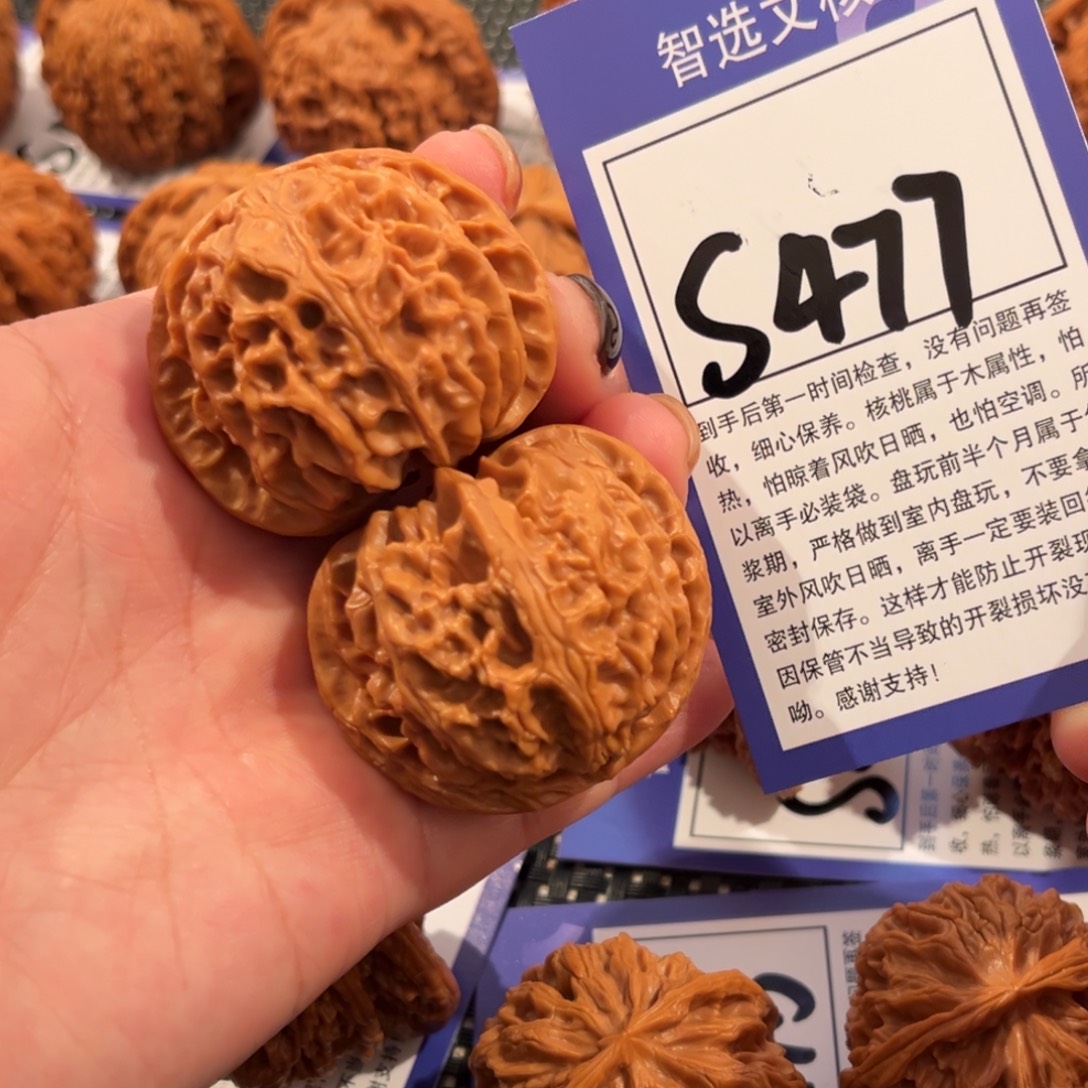 智选文核
S477
到手后第一时间检查，没有问题再签
收，细心保养。核桃属于木属性，怕
热，怕晾着风吹日晒，也怕空调。所
以离手必装袋。盘玩前半个月属于
浆期，严格做到室内盘玩，不要拿
室外风吹日晒，离手一定要装回
密封保存。这样才能防止开裂现
因保管不当导致的开裂损坏没
呦。感谢支持！